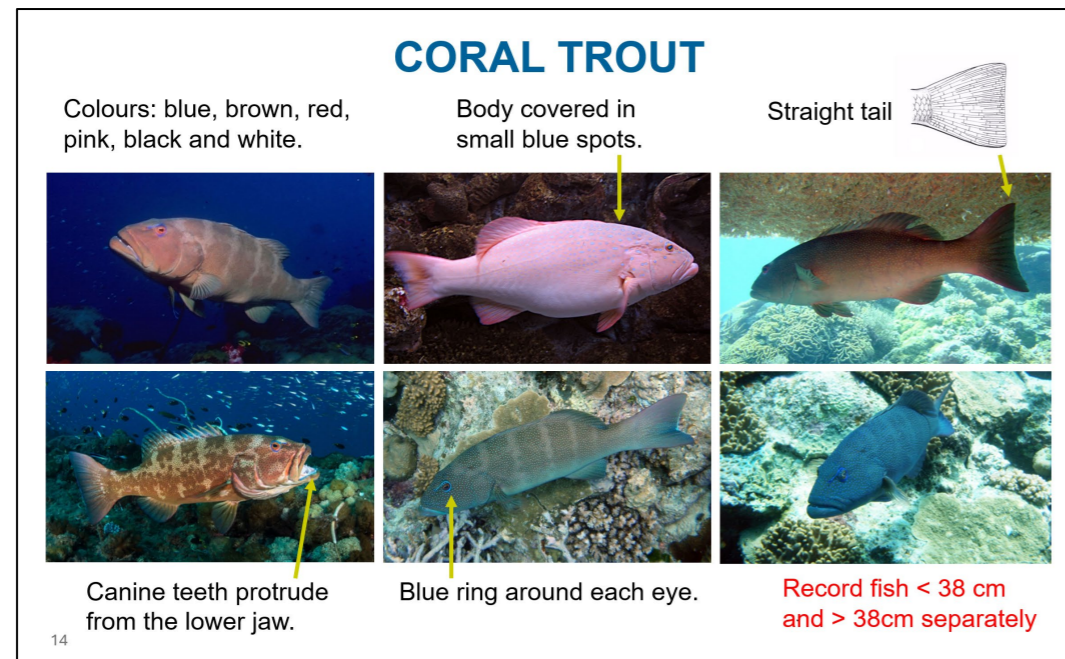 CORAL TROUT
Colours: blue, brown, red,
pink, black and white.
Body covered in
small blue spots.
Straight tail
Canine teeth protrude
from the lower jaw.
Blue ring around each eye.
Record fish < 38 cm
and > 38cm separately
14